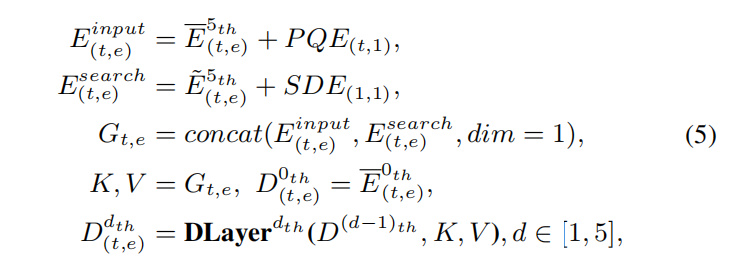 $E^{input}_{(t,e)} = \overline{E}^{5_{th}}_{(t,e)} + PQE_{(t,1)},$
$E^{search}_{(t,e)} = \tilde{E}^{5_{th}}_{(t,e)} + SDE_{(1,1)},$
$G_{t,e} = concat(E^{input}_{(t,e)}, E^{search}_{(t,e)}, dim = 1),$ (5)
$K, V = G_{t,e},\ D^{0_{th}}_{(t,e)} = \overline{E}^{0_{th}}_{(t,e)},$
$D^{d_{th}}_{(t,e)} = \textbf{DLayer}^{d_{th}}(D^{(d-1)_{th}}, K, V), d \in [1, 5],$